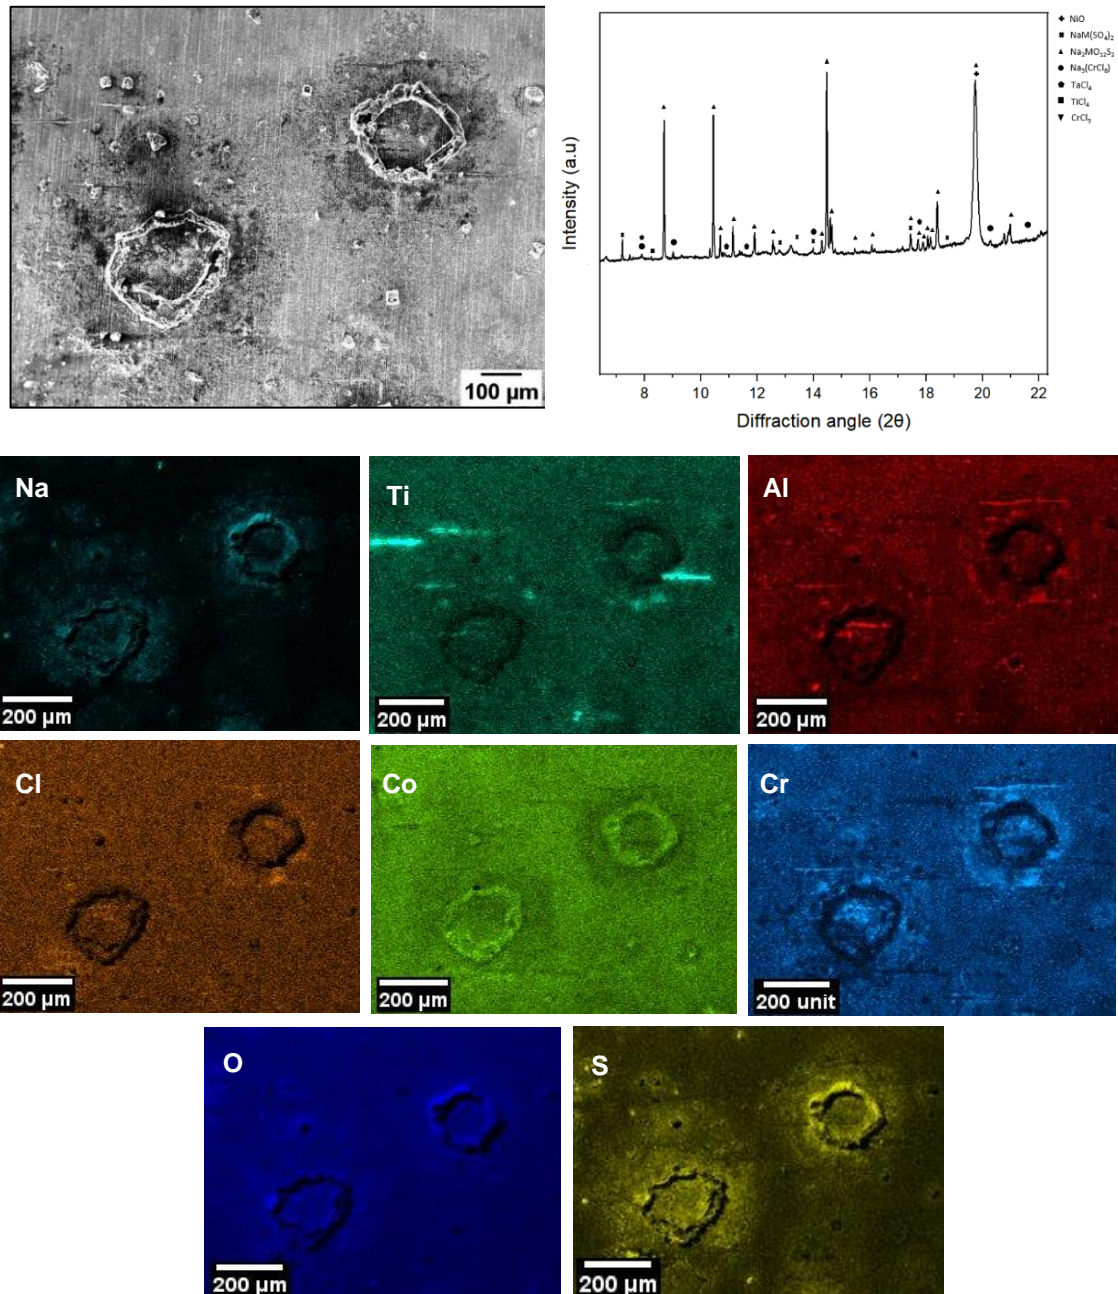 100 µm
Intensity (a.u)
8 10 12 14 16 18 20 22
Diffraction angle (2θ)
NiO
NaM(SO₄)₂
Na₂MO₁₂S₂
Na₅(CrCl₈)
TaCl₄
TiCl₄
CrCl₃
Na
200 µm
Ti
200 µm
Al
200 µm
Cl
200 µm
Co
200 µm
Cr
200 unit
O
200 µm
S
200 µm